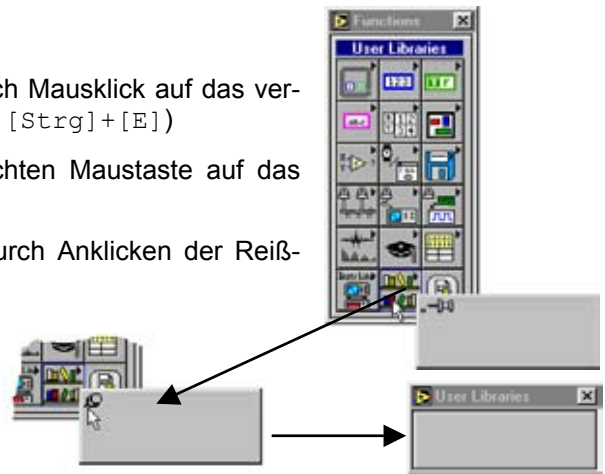 Functions
User Libraries
ch Mausklick auf das ver-
[Strg]+[E])
chten Maustaste auf das
urch Anklicken der Reiß-
User Libraries